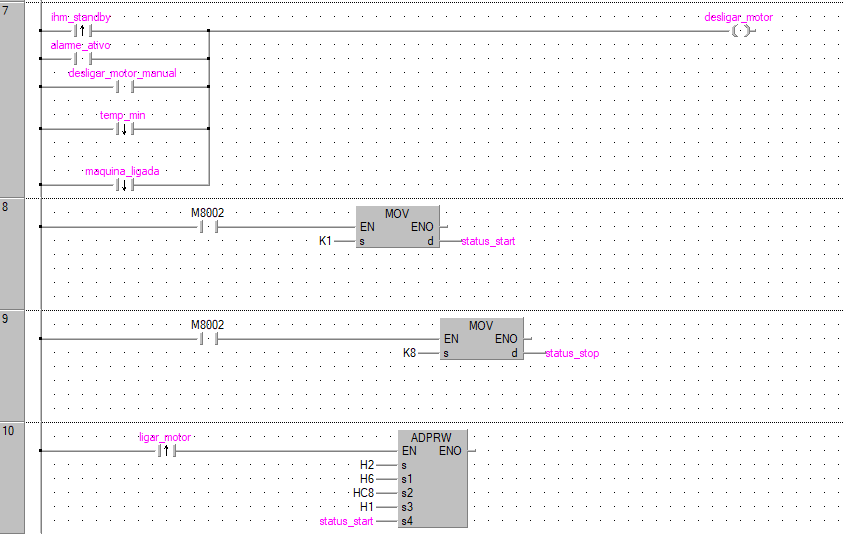 7
ihm_standby
desligar_motor
alarme_ativo
desligar_motor_manual
temp_min
maquina_ligada
8
M8002
MOV
EN ENO
K1 s d status_start
9
M8002
MOV
EN ENO
K8 s d status_stop
10
ligar_motor
ADPRW
EN ENO
H2 s
H6 s1
HC8 s2
H1 s3
status_start s4